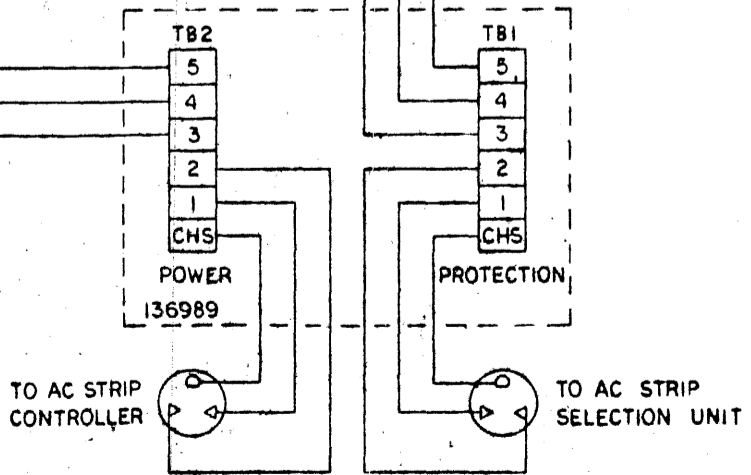 TB2
5
4
3
2
1
CHS
POWER
136989
TB1
5
4
3
2
1
CHS
PROTECTION
TO AC STRIP
CONTROLLER
TO AC STRIP
SELECTION UNIT